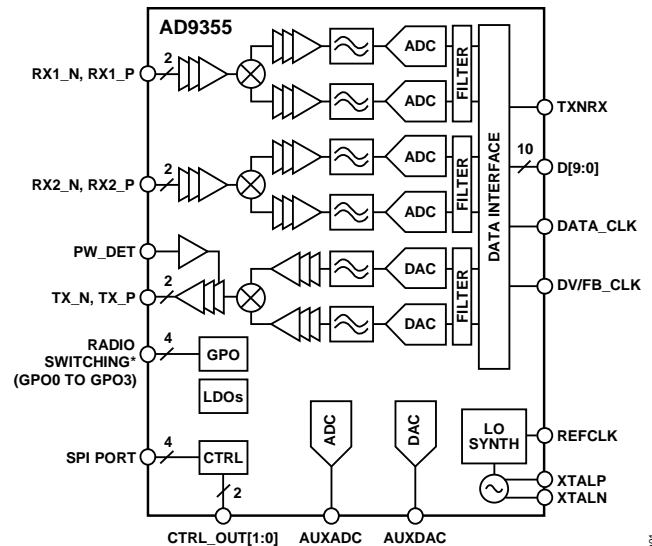 AD9355
RX1_N, RX1_P
2
ADC
ADC
FILTER
TXNRX
RX2_N, RX2_P
2
ADC
ADC
FILTER
DATA INTERFACE
10
D[9:0]
DATA_CLK
PW_DET
TX_N, TX_P
2
DAC
DAC
FILTER
DV/FB_CLK
RADIO
SWITCHING*
(GPO0 TO GPO3)
4
GPO
LDOs
SPI PORT
4
CTRL
2
ADC
DAC
LO
SYNTH
REFCLK
XTALP
XTALN
CTRL_OUT[1:0]
AUXADC
AUXDAC